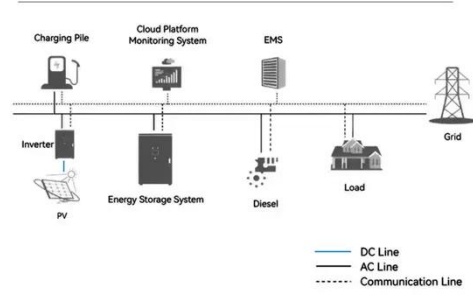 Charging Pile
Cloud Platform
Monitoring System
EMS
Grid
Inverter
PV
Energy Storage System
Diesel
Load
DC Line
AC Line
Communication Line